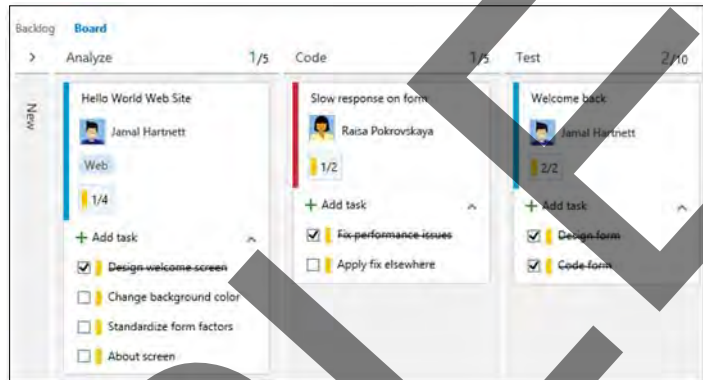 Backlog Board
> Analyze 1/5 Code 1/5 Test 2/10
New
Hello World Web Site
Jamal Hartnett
Web
1/4
+ Add task
Design welcome screen
Change background color
Standardize form factors
About screen
Slow response on form
Raisa Pokrovskaya
1/2
+ Add task
Fix performance issues
Apply fix elsewhere
Welcome back
Jamal Hartnett
2/2
+ Add task
Design form
Code form